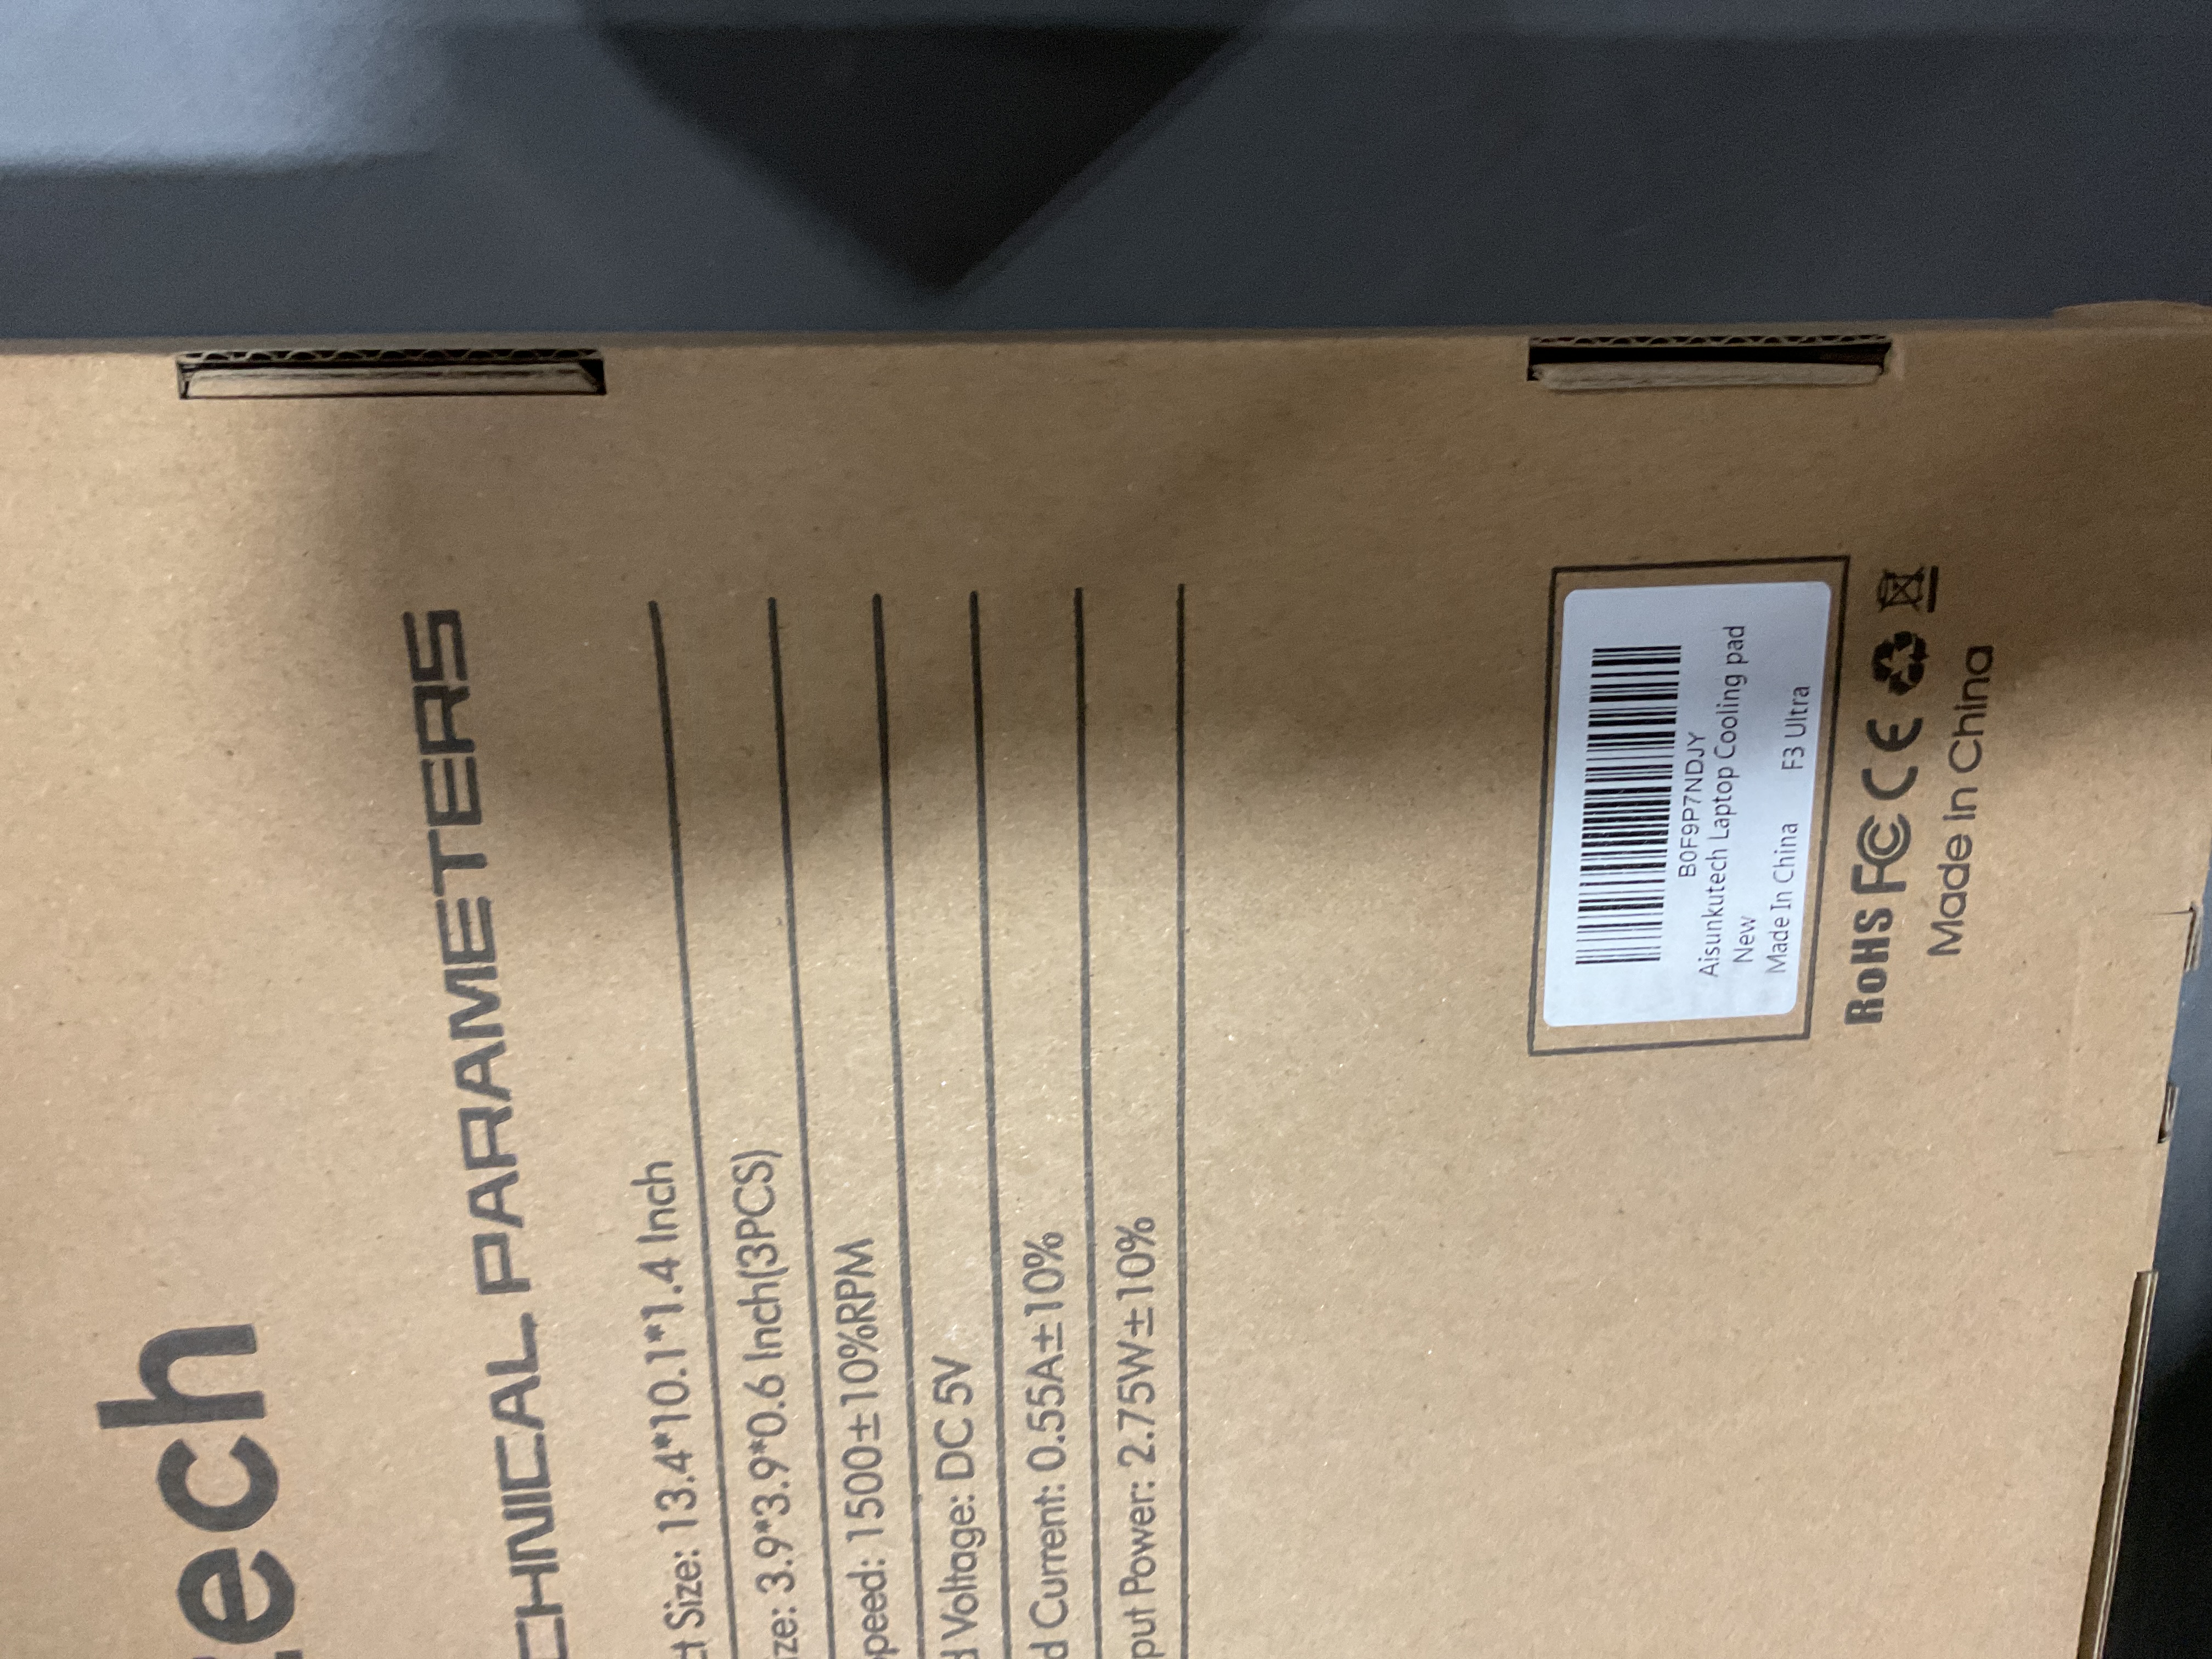 tech
CHNICAL PARAMETERS
ct Size: 13.4*10.1*1.4 Inch
ze: 3.9*3.9*0.6 Inch(3PCS)
peed: 1500±10%RPM
d Voltage: DC 5V
d Current: 0.55A±10%
put Power: 2.75W±10%
B0F9P7NDJY
Aisunkutech Laptop Cooling pad
New
Made In China F3 Ultra
RoHS FC CE
Made In China